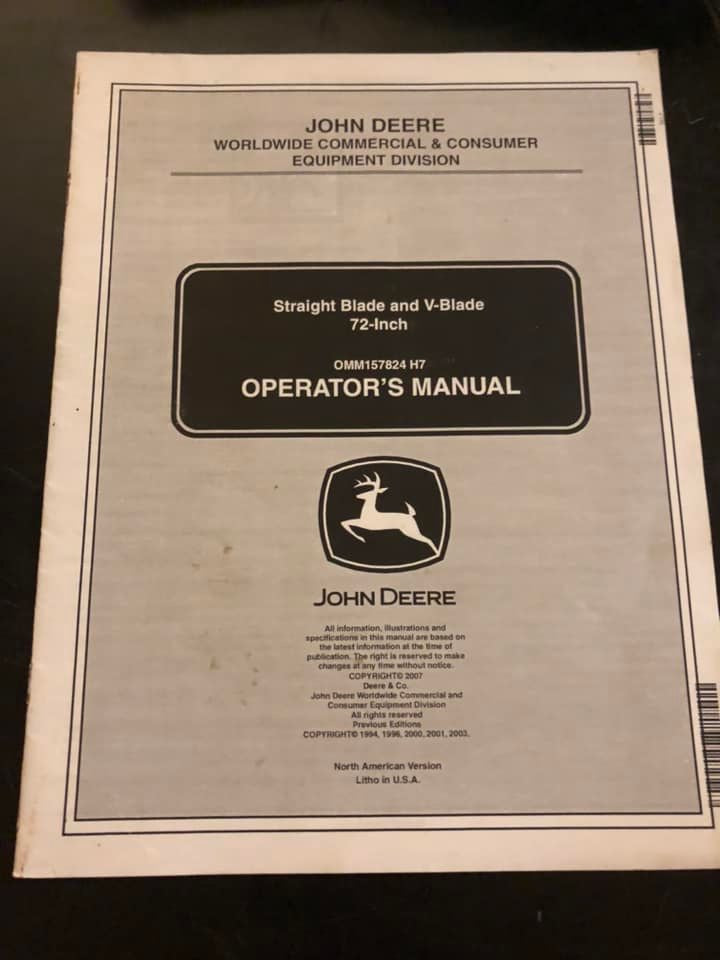 JOHN DEERE
WORLDWIDE COMMERCIAL & CONSUMER
EQUIPMENT DIVISION
Straight Blade and V-Blade
72-Inch
OMM157824 H7
OPERATOR'S MANUAL
JOHN DEERE
All information, illustrations and
specifications in this manual are based on
the latest information at the time of
publication. The right is reserved to make
changes at any time without notice.
COPYRIGHT© 2007
Deere & Co.
John Deere Worldwide Commercial and
Consumer Equipment Division
All rights reserved
Previous Editions
COPYRIGHT© 1994, 1996, 2000, 2001, 2003.
North American Version
Litho in U.S.A.